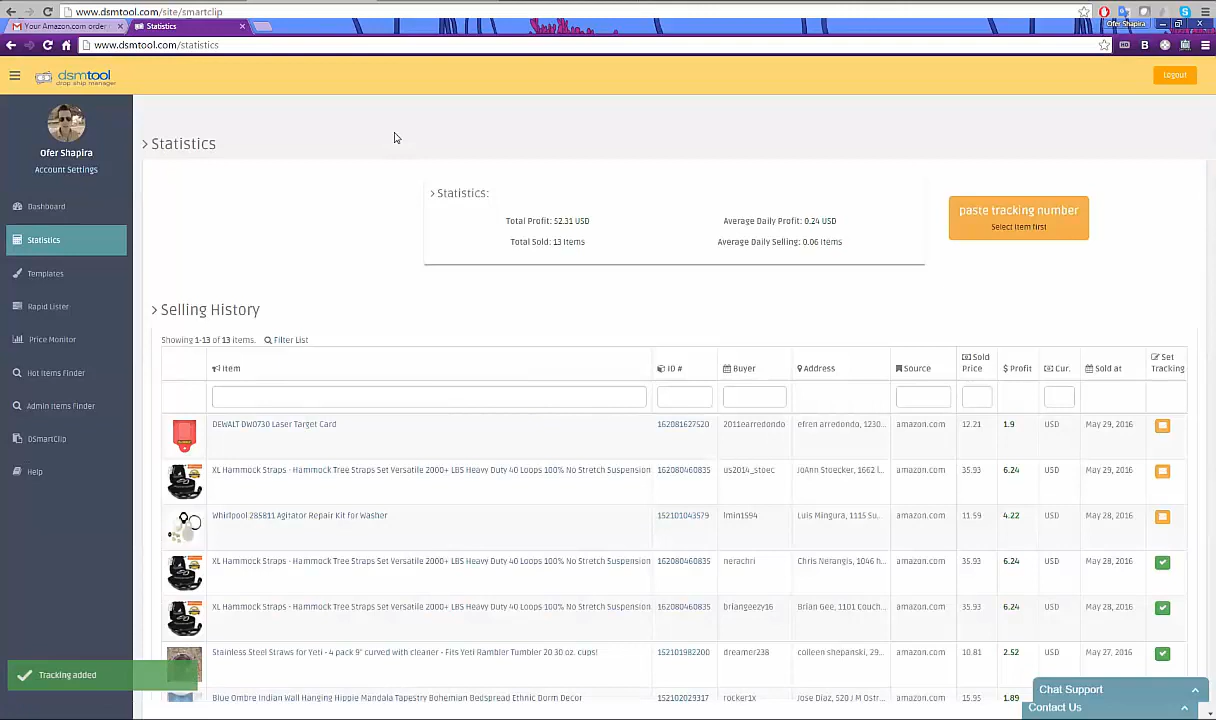 www.dsmtool.com/site/smartclip
Your Amazon.com order
Statistics
Ofer Shapira
www.dsmtool.com/statistics
dsmtool
drop ship manager
Logout
Ofer Shapira
Account Settings
Dashboard
Statistics
Templates
Rapid Lister
Price Monitor
Hot Items Finder
Admin Items Finder
DSmartClip
Help
Statistics
Statistics:
Total Profit: 52.31 USD
Average Daily Profit: 0.24 USD
Total Sold: 13 Items
Average Daily Selling: 0.06 Items
paste tracking number
Select item first
Selling History
Showing 1-13 of 13 items. Filter List
Item ID # Buyer Address Source Sold Price $ Profit Cur. Sold at Set Tracking
DEWALT DW0730 Laser Target Card 162081627520 2011earredondo efren arredondo, 1230... amazon.com 12.21 1.9 USD May 29, 2016
XL Hammock Straps - Hammock Tree Straps Set Versatile 2000+ LBS Heavy Duty 40 Loops 100% No Stretch Suspension 162080460835 us2014_stoec JoAnn Stoecker, 1662 l... amazon.com 35.93 6.24 USD May 29, 2016
Whirlpool 285811 Agitator Repair Kit for Washer 152101043579 lmin1594 Luis Mingura, 1115 Su... amazon.com 11.59 4.22 USD May 28, 2016
XL Hammock Straps - Hammock Tree Straps Set Versatile 2000+ LBS Heavy Duty 40 Loops 100% No Stretch Suspension 162080460835 nerachri Chris Nerangis, 1046 h... amazon.com 35.93 6.24 USD May 28, 2016
XL Hammock Straps - Hammock Tree Straps Set Versatile 2000+ LBS Heavy Duty 40 Loops 100% No Stretch Suspension 162080460835 briangeezy16 Brian Gee, 1101 Couch... amazon.com 35.93 6.24 USD May 28, 2016
Stainless Steel Straws for Yeti - 4 pack 9" curved with cleaner - Fits Yeti Rambler Tumbler 20 30 oz. cups! 152101982200 dreamer238 colleen shepanski, 29... amazon.com 10.81 2.52 USD May 27, 2016
Blue Ombre Indian Wall Hanging Hippie Mandala Tapestry Bohemian Bedspread Ethnic Dorm Decor 152102029317 rocker1x Jose Diaz, 520 J M Ostr... amazon.com 15.95 1.89
Tracking added
Chat Support
Contact Us